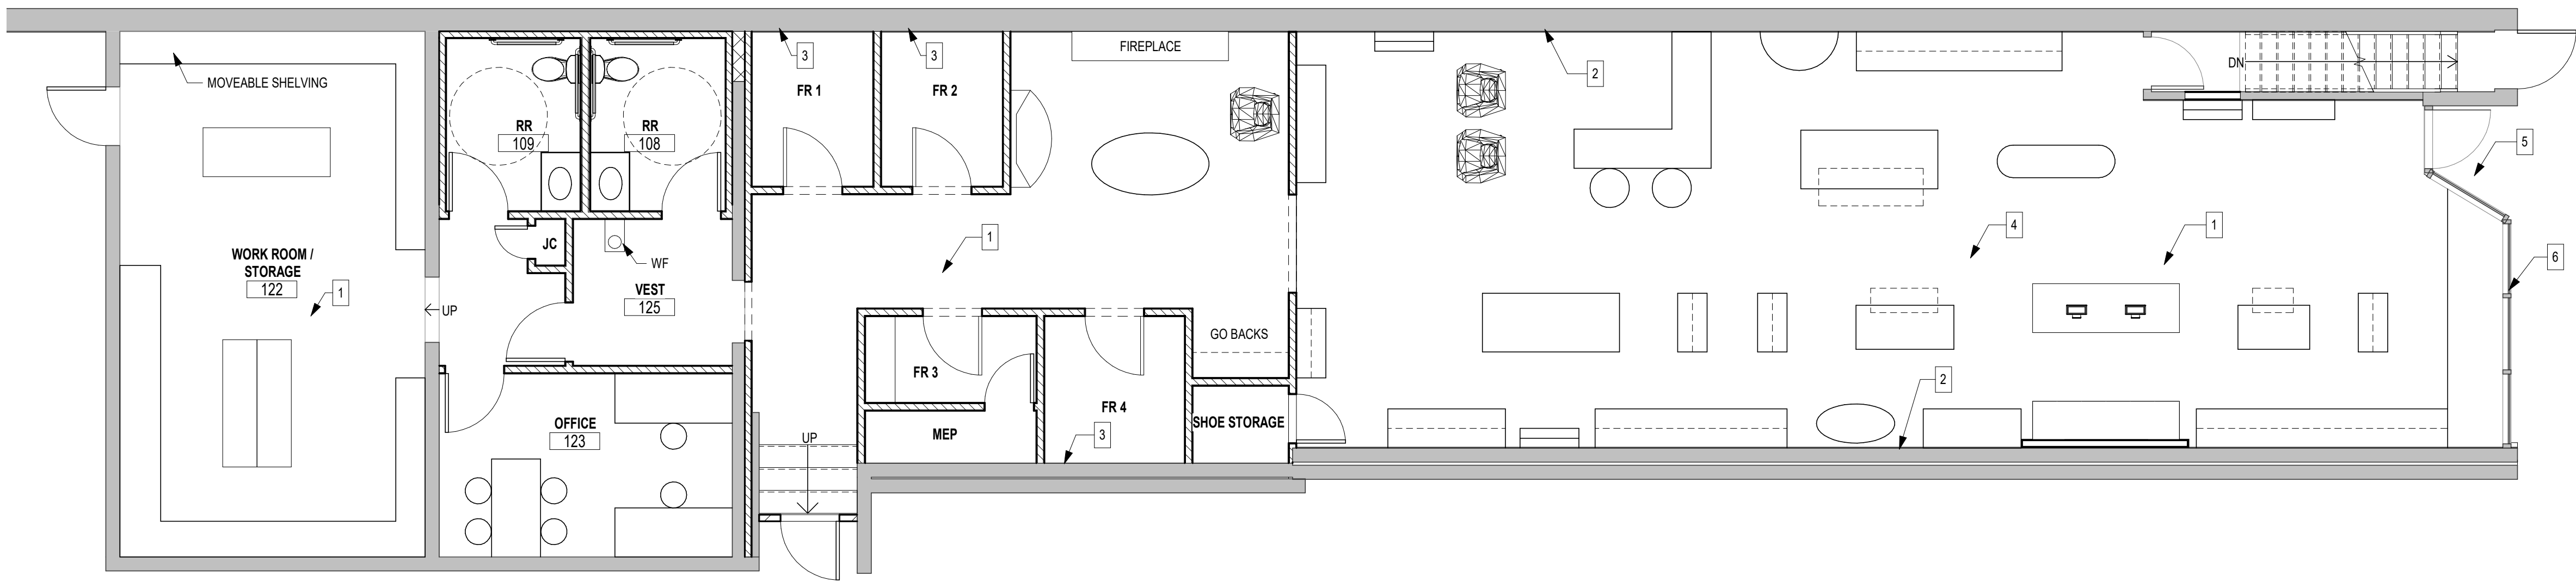 MOVEABLE SHELVING
WORK ROOM /
STORAGE
122
1
UP
RR
109
RR
108
JC
WF
VEST
125
OFFICE
123
3
FR 1
3
FR 2
FIREPLACE
1
GO BACKS
FR 3
MEP
FR 4
3
SHOE STORAGE
UP
2
DN
5
4
1
6
2